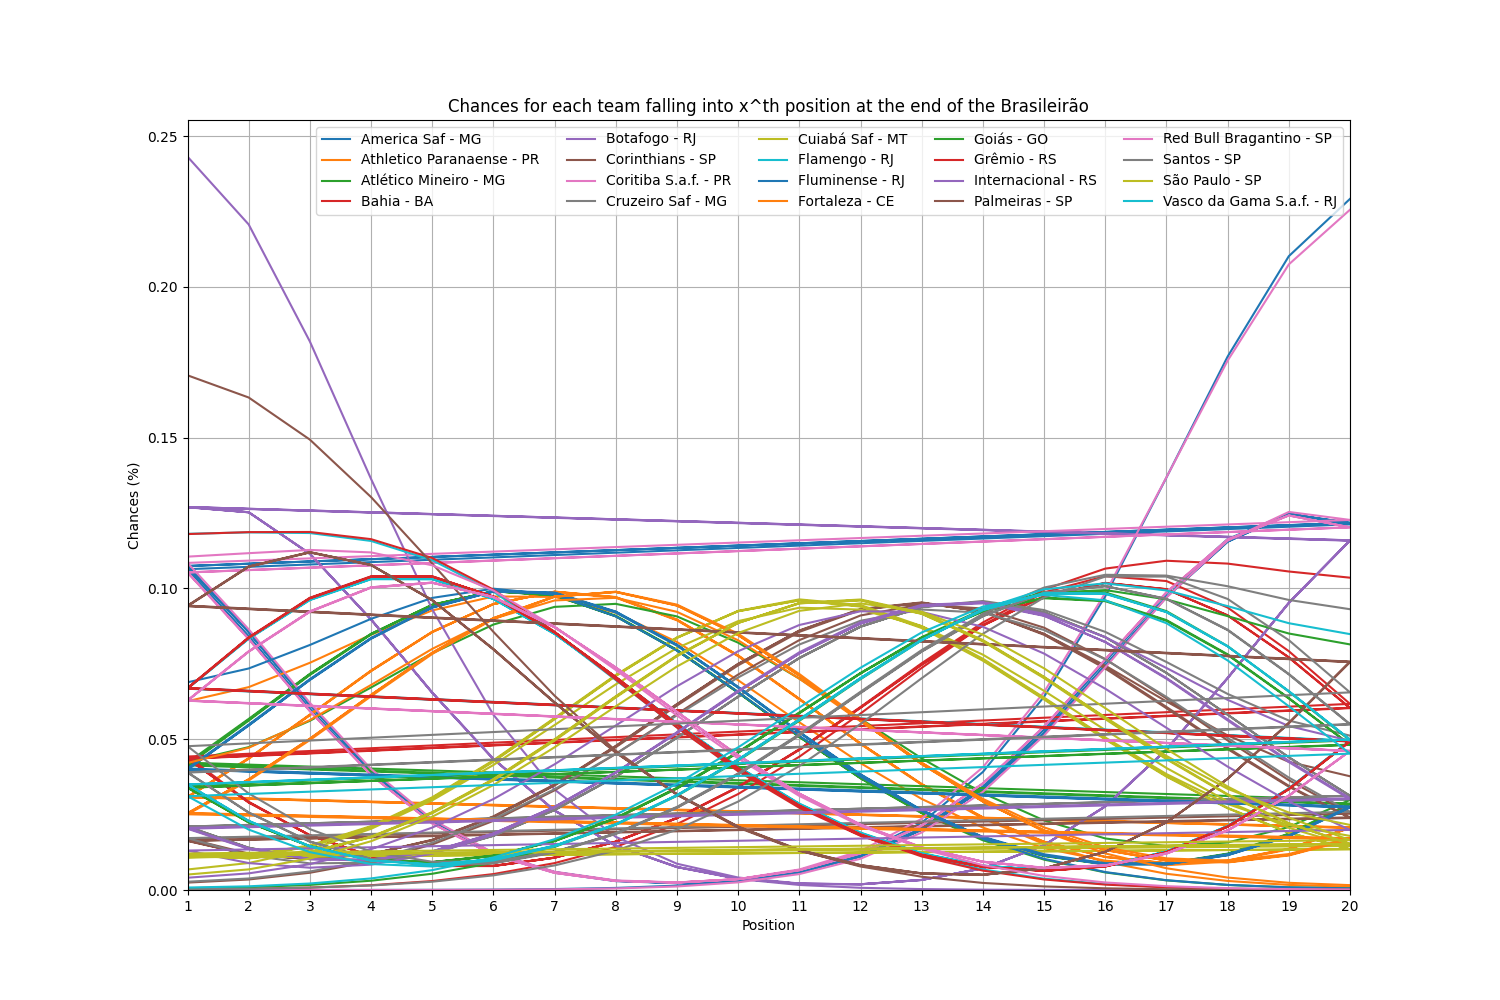 Chances for each team falling into x^th position at the end of the Brasileirão
America Saf - MG
Athletico Paranaense - PR
Atlético Mineiro - MG
Bahia - BA
Botafogo - RJ
Corinthians - SP
Coritiba S.a.f. - PR
Cruzeiro Saf - MG
Cuiabá Saf - MT
Flamengo - RJ
Fluminense - RJ
Fortaleza - CE
Goiás - GO
Grêmio - RS
Internacional - RS
Palmeiras - SP
Red Bull Bragantino - SP
Santos - SP
São Paulo - SP
Vasco da Gama S.a.f. - RJ
Chances (%)
0.25
0.20
0.15
0.10
0.05
0.00
1 2 3 4 5 6 7 8 9 10 11 12 13 14 15 16 17 18 19 20
Position